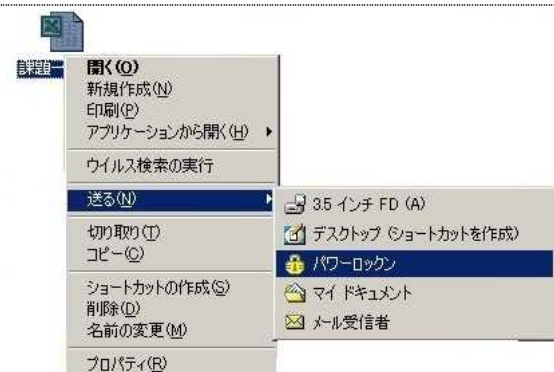 課題一
開く(O)
新規作成(N)
印刷(P)
アプリケーションから開く(H)
ウイルス検索の実行
送る(N)
切り取り(T)
コピー(C)
ショートカットの作成(S)
削除(D)
名前の変更(M)
プロパティ(R)
3.5 インチ FD (A)
デスクトップ (ショートカットを作成)
パワーロックン
マイ ドキュメント
メール受信者